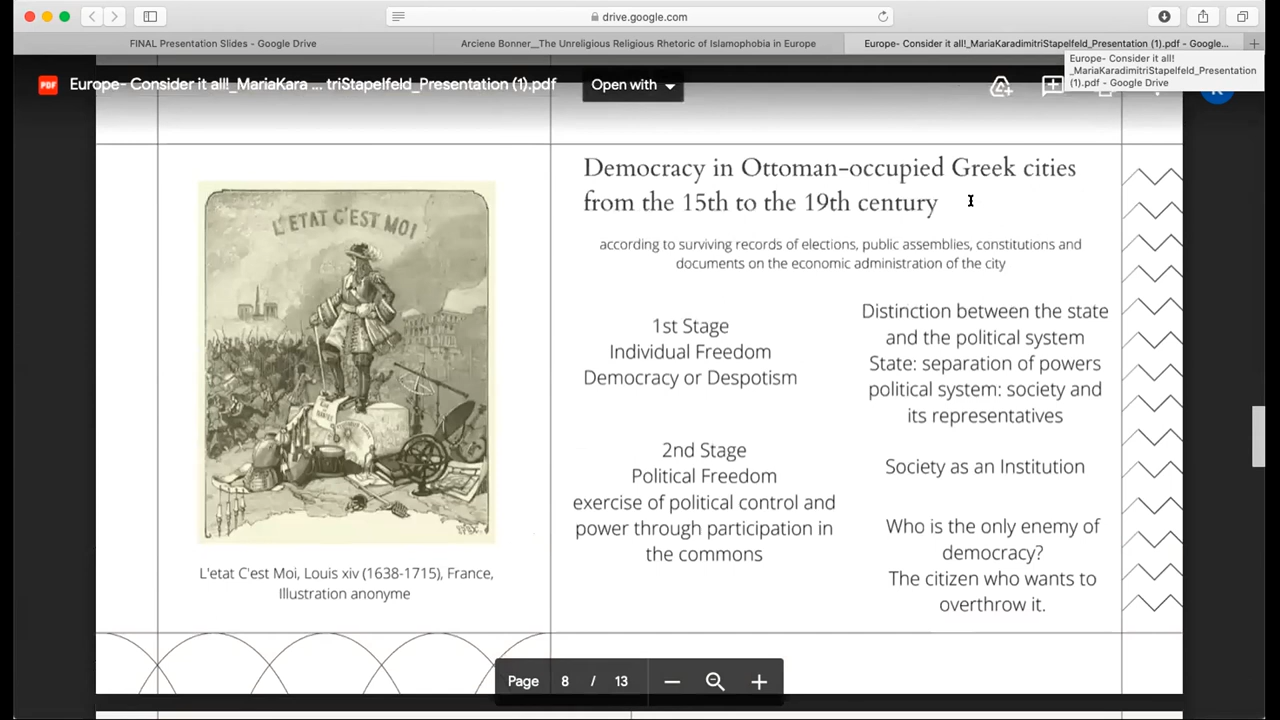 drive.google.com
FINAL Presentation Slides - Google Drive
Arciene Bonner__The Unreligious Religious Rhetoric of Islamophobia in Europe
Europe- Consider it all!_MariaKaradimitriStapelfeld_Presentation (1).pdf - Google...
Europe- Consider it all!
_MariaKaradimitriStapelfeld_Presentation
(1).pdf - Google Drive
PDF
Europe- Consider it all!_MariaKara ... triStapelfeld_Presentation (1).pdf
Open with
L'ETAT C'EST MOI
L'etat C'est Moi, Louis xiv (1638-1715), France,
Illustration anonyme
Democracy in Ottoman-occupied Greek cities
from the 15th to the 19th century
according to surviving records of elections, public assemblies, constitutions and
documents on the economic administration of the city
1st Stage
Individual Freedom
Democracy or Despotism
2nd Stage
Political Freedom
exercise of political control and
power through participation in
the commons
Distinction between the state
and the political system
State: separation of powers
political system: society and
its representatives
Society as an Institution
Who is the only enemy of
democracy?
The citizen who wants to
overthrow it.
Page 8 / 13